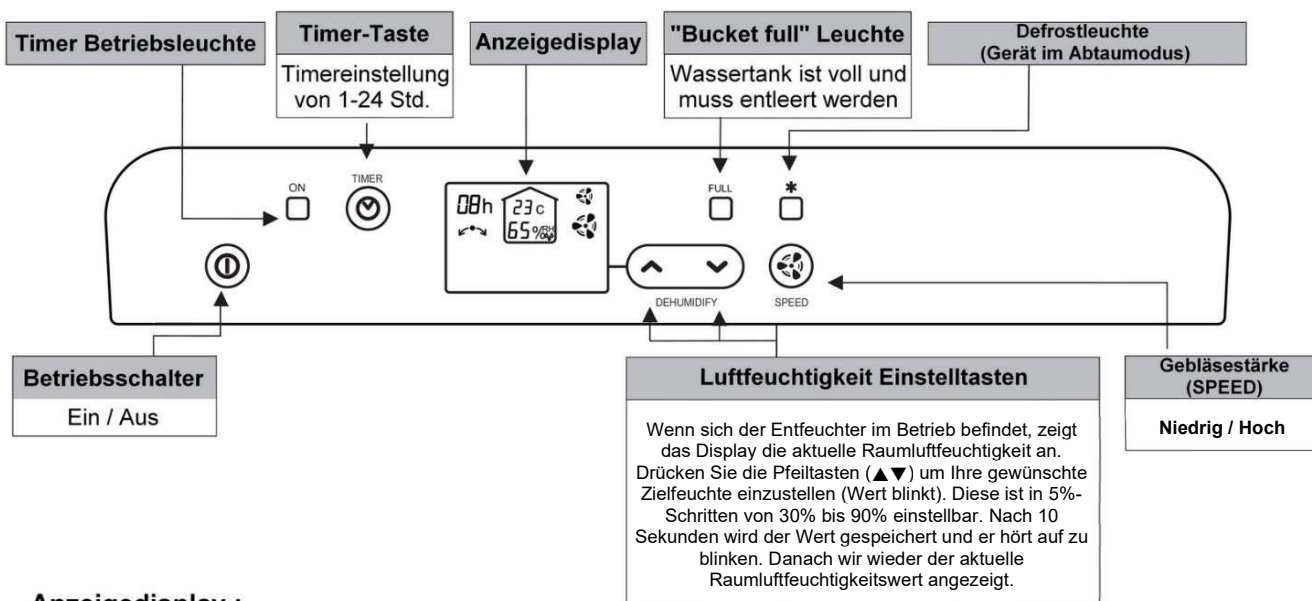 Timer Betriebsleuchte
Timer-Taste
Timereinstellung
von 1-24 Std.
Anzeigedisplay
"Bucket full" Leuchte
Wassertank ist voll und
muss entleert werden
Defrostleuchte
(Gerät im Abtaumodus)
ON
TIMER
08h
23c
65%RH
FULL
*
DEHUMIDIFY
SPEED
Betriebsschalter
Ein / Aus
Luftfeuchtigkeit Einstelltasten
Wenn sich der Entfeuchter im Betrieb befindet, zeigt
das Display die aktuelle Raumluftfeuchtigkeit an.
Drücken Sie die Pfeiltasten (▲▼) um Ihre gewünschte
Zielfeuchte einzustellen (Wert blinkt). Diese ist in 5%-
Schritten von 30% bis 90% einstellbar. Nach 10
Sekunden wird der Wert gespeichert und er hört auf zu
blinken. Danach wir wieder der aktuelle
Raumluftfeuchtigkeitswert angezeigt.
Gebläsestärke
(SPEED)
Niedrig / Hoch
Anzeigedisplay :